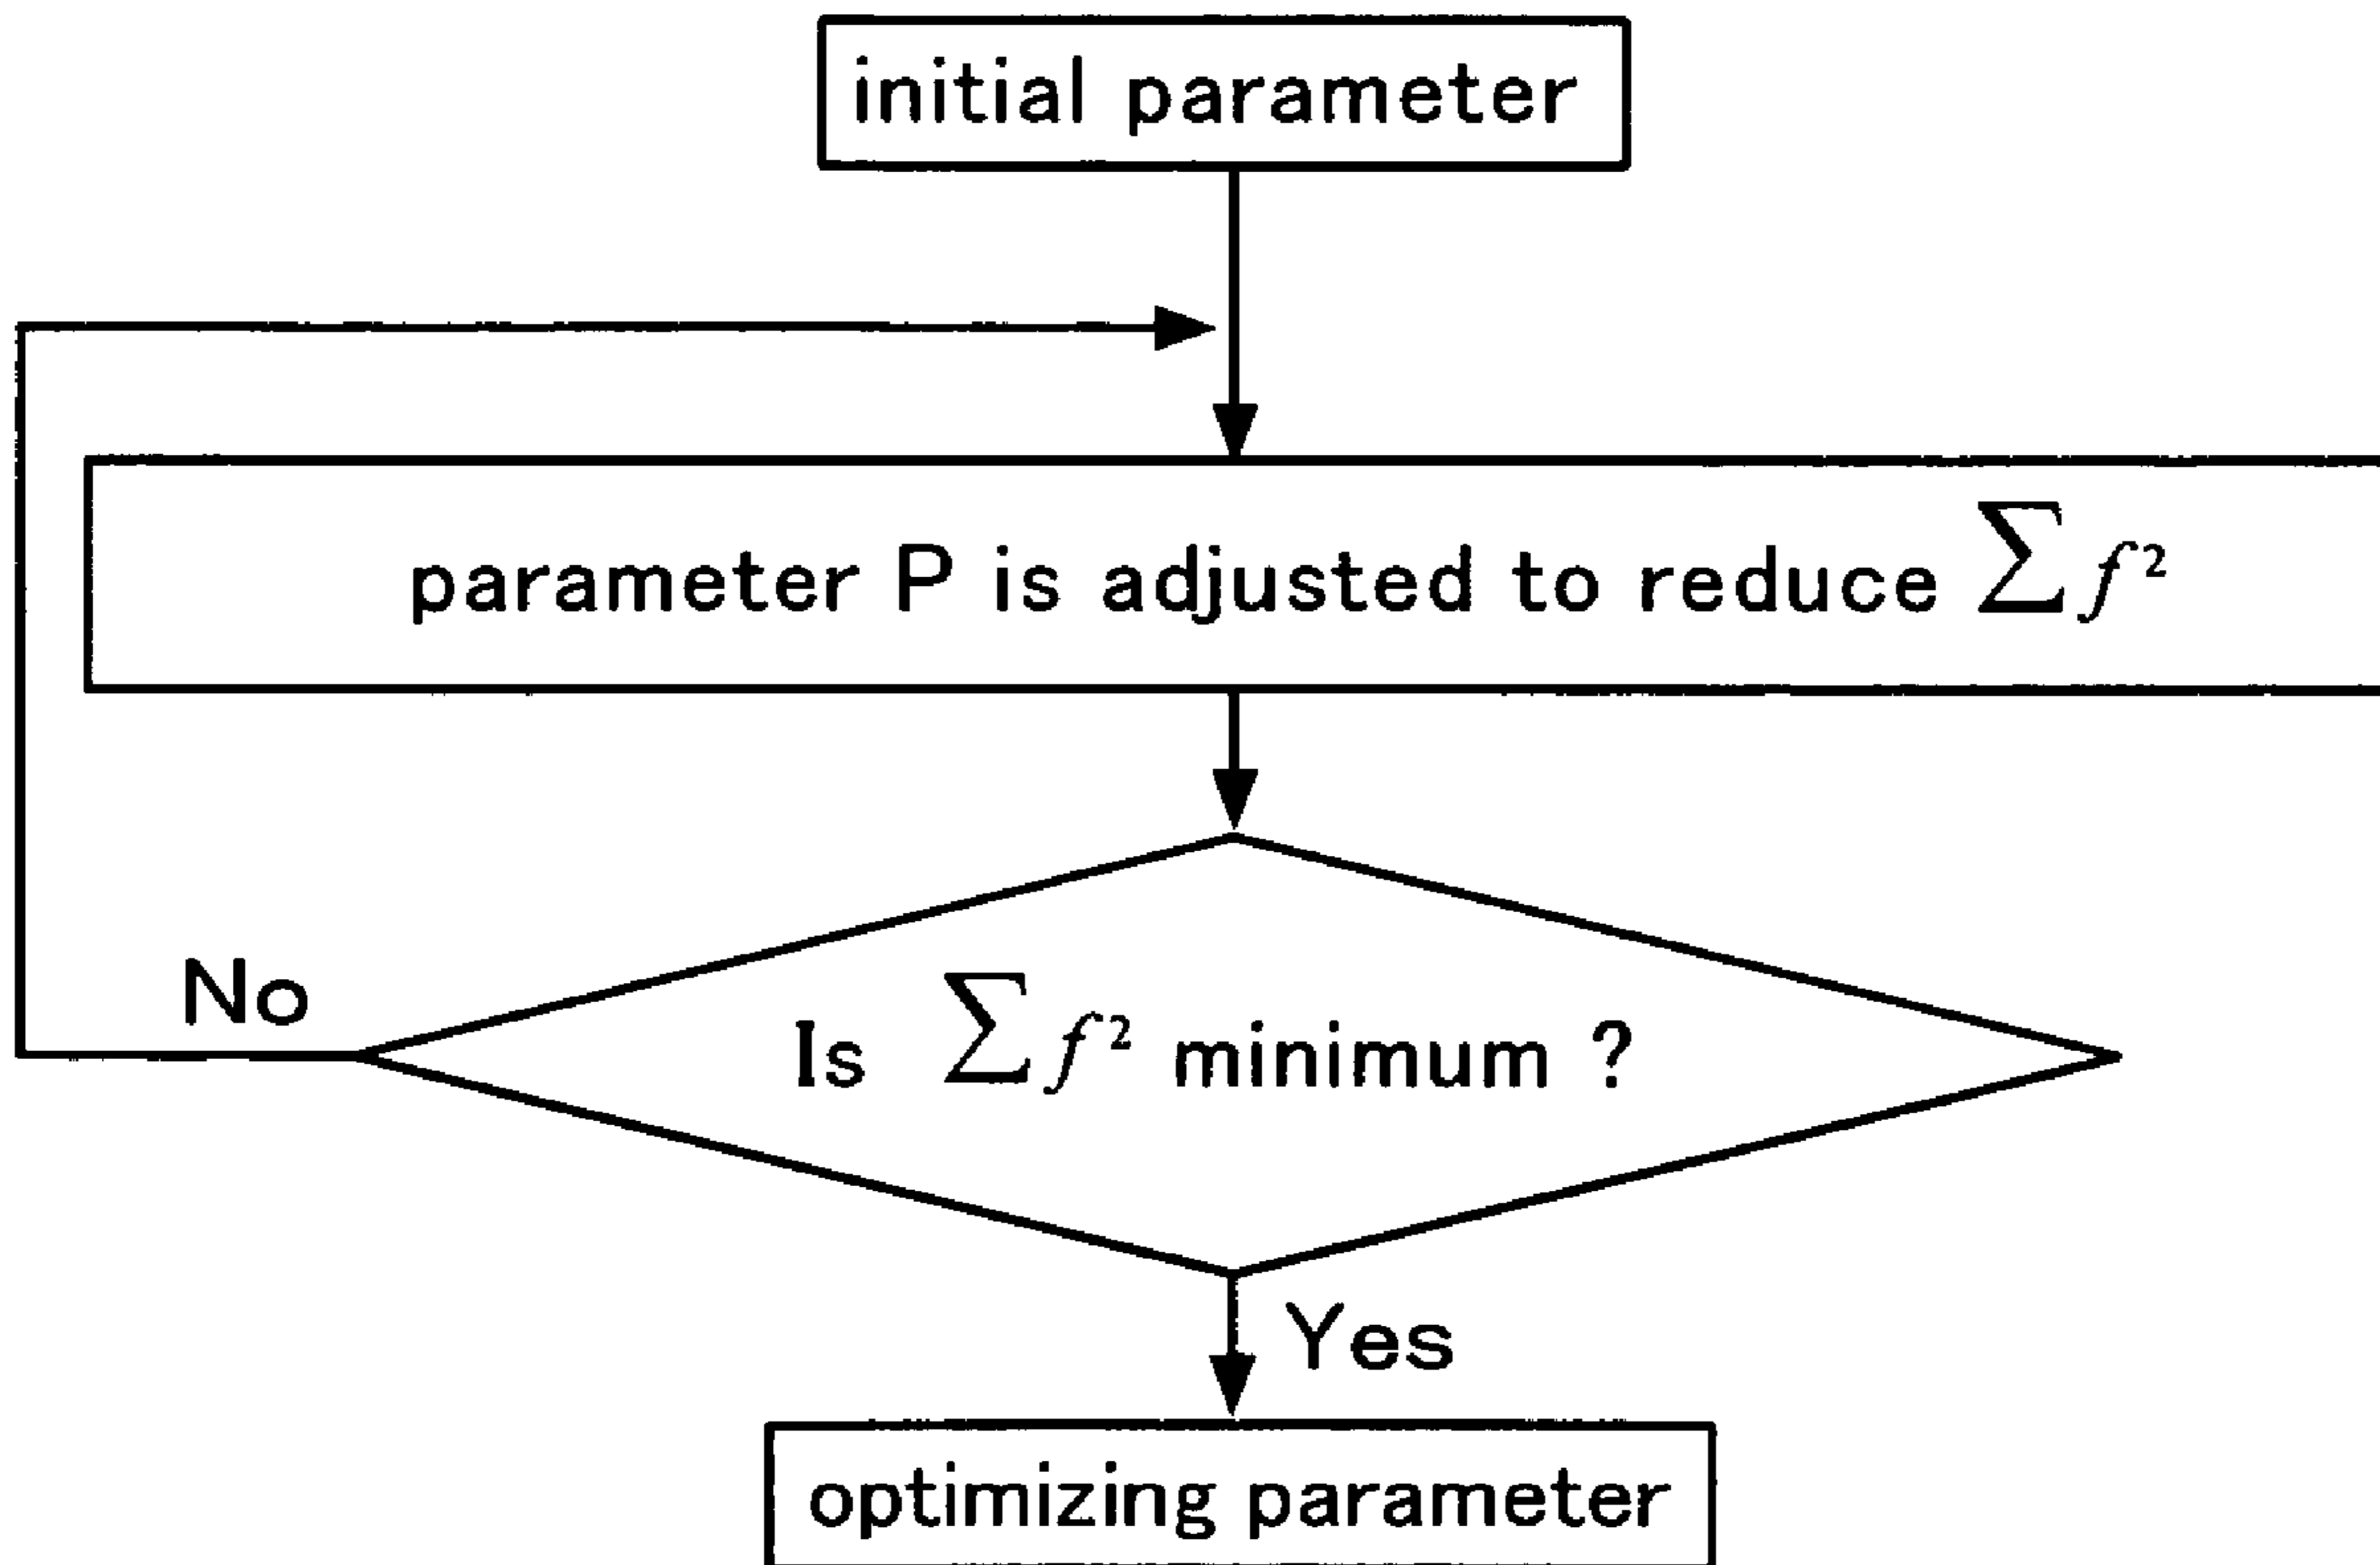 initial parameter
parameter P is adjusted to reduce ∑f²
No
Is ∑f² minimum ?
Yes
optimizing parameter